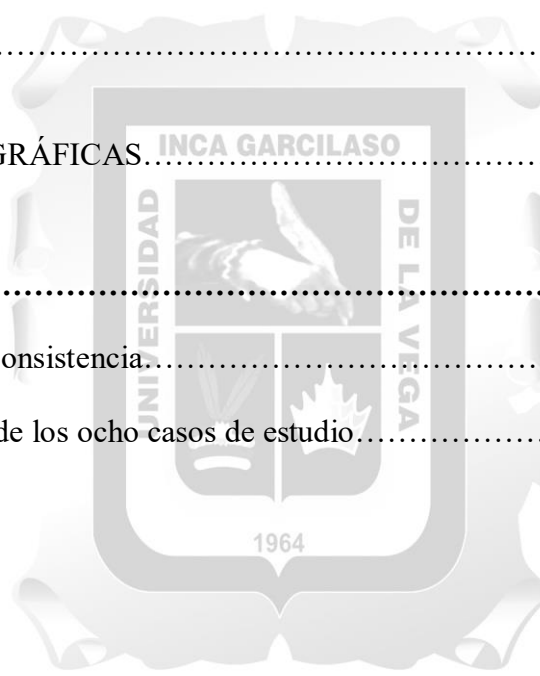 ……………………………………………………
INCA GARCILASO
GRÁFICAS……………………………………
UNIVERSIDAD
DE LA VEGA
……………………………………………………
onsistencia……………………………………
de los ocho casos de estudio………………
1964